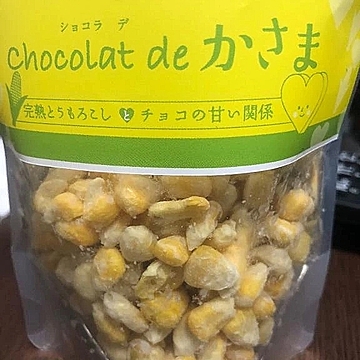 ショコラ デ
chocolat de かさま
完熟とうもろこし と チョコの甘い関係